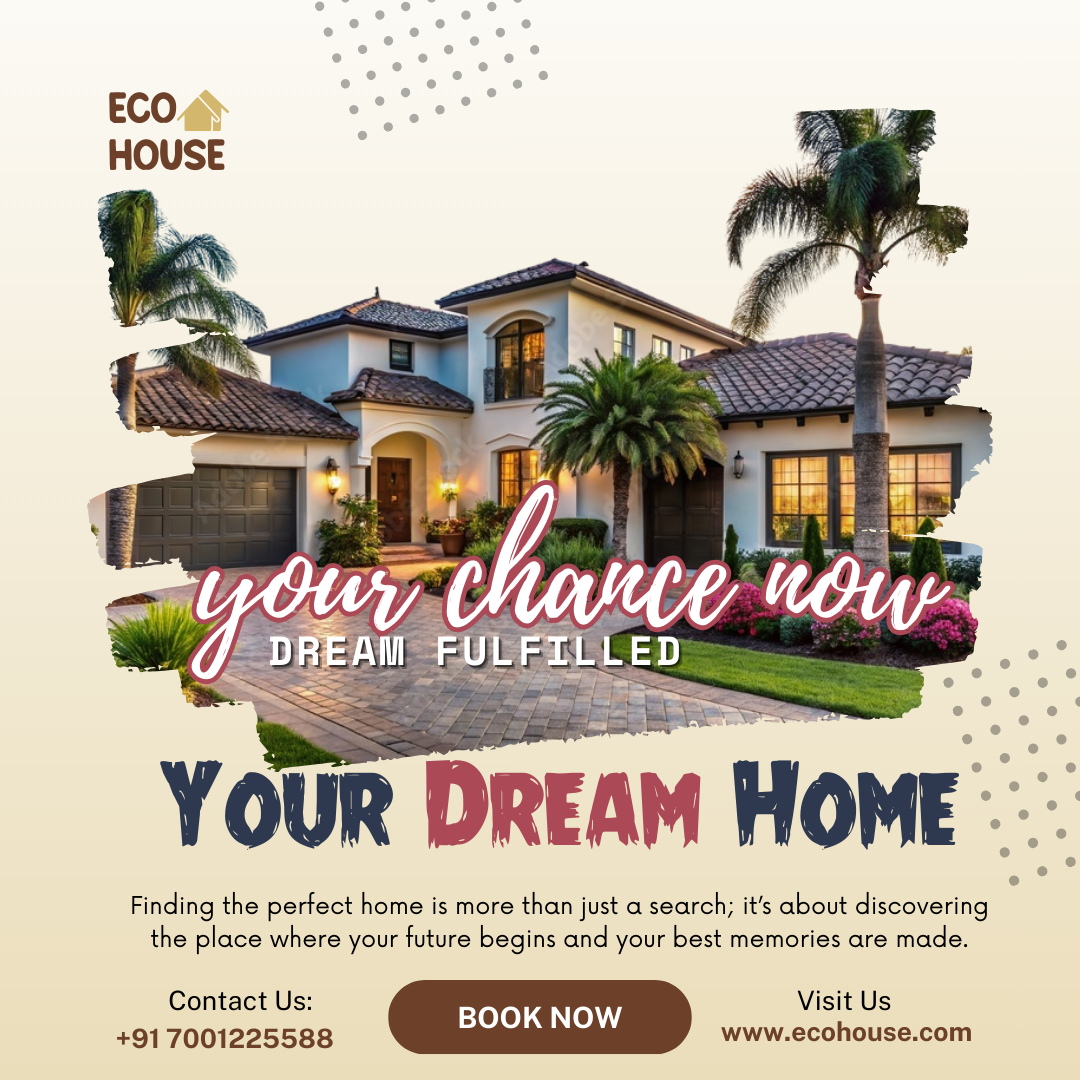 ECO
HOUSE
your chance now
DREAM FULFILLED
YOUR DREAM HOME
Finding the perfect home is more than just a search; it's about discovering
the place where your future begins and your best memories are made.
Contact Us:
+91 7001225588
BOOK NOW
Visit Us
www.ecohouse.com